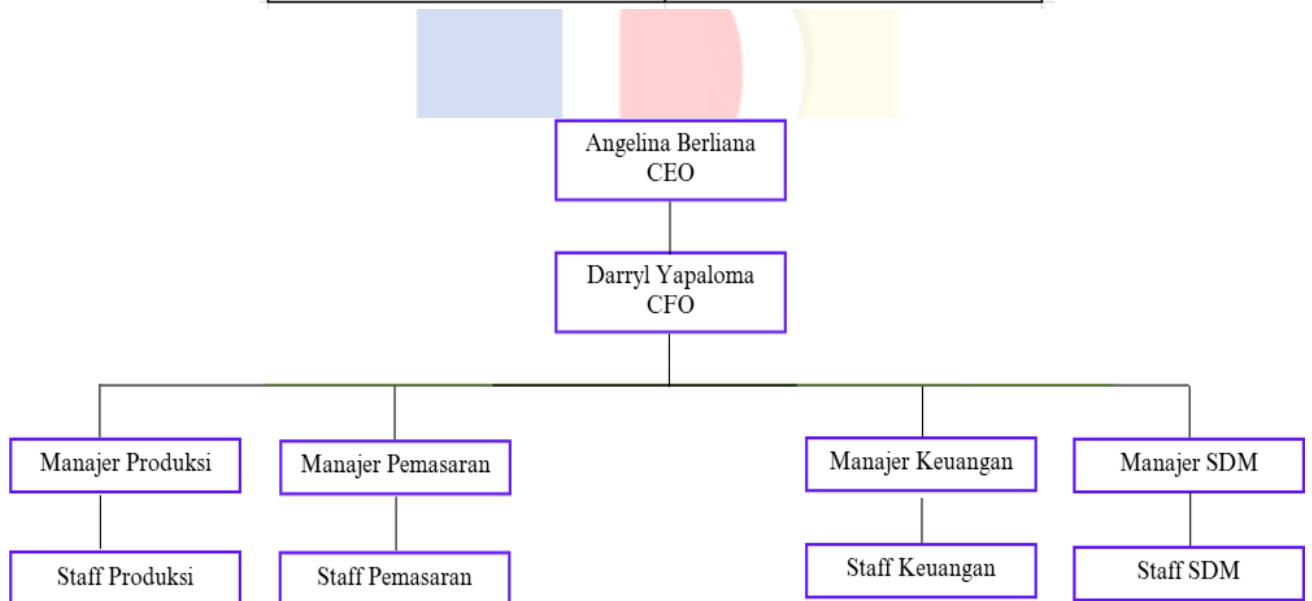 Angelina Berliana
CEO
Darryl Yapaloma
CFO
Manajer Produksi
Manajer Pemasaran
Manajer Keuangan
Manajer SDM
Staff Produksi
Staff Pemasaran
Staff Keuangan
Staff SDM